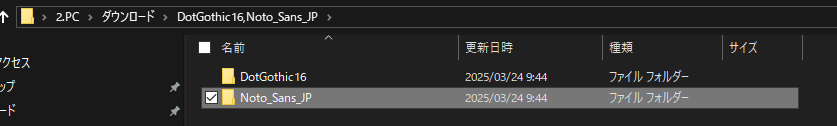 2.PC > ダウンロード > DotGothic16,Noto_Sans_JP >
名前 更新日時 種類 サイズ
アクセス
DotGothic16 2025/03/24 9:44 ファイル フォルダー
ップ
Noto_Sans_JP 2025/03/24 9:44 ファイル フォルダー
ード